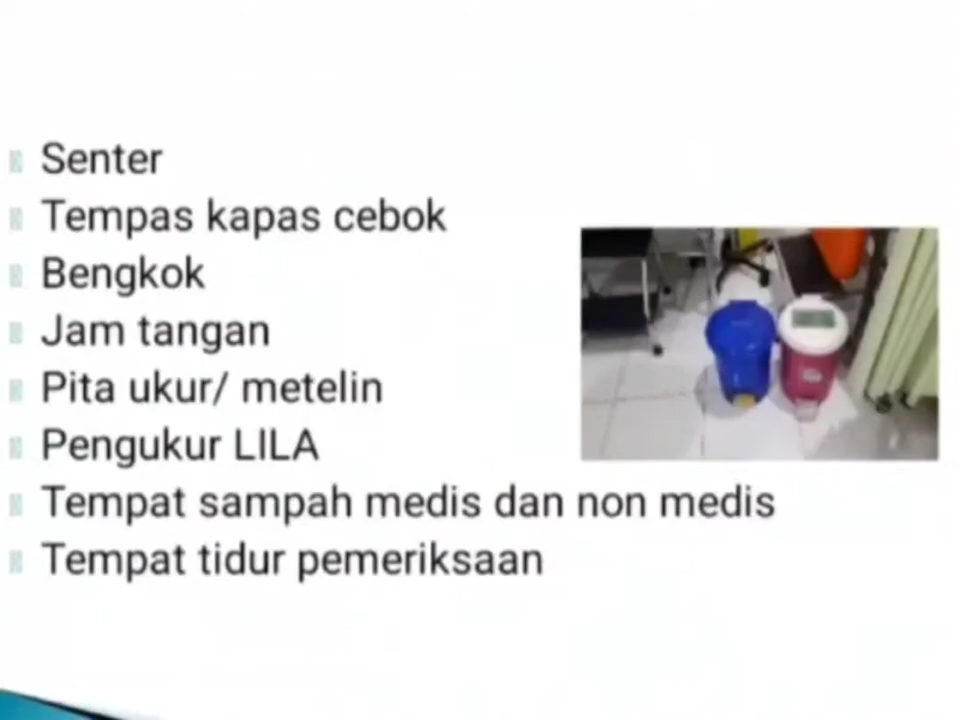 Senter
Tempas kapas cebok
Bengkok
Jam tangan
Pita ukur/ metelin
Pengukur LILA
Tempat sampah medis dan non medis
Tempat tidur pemeriksaan